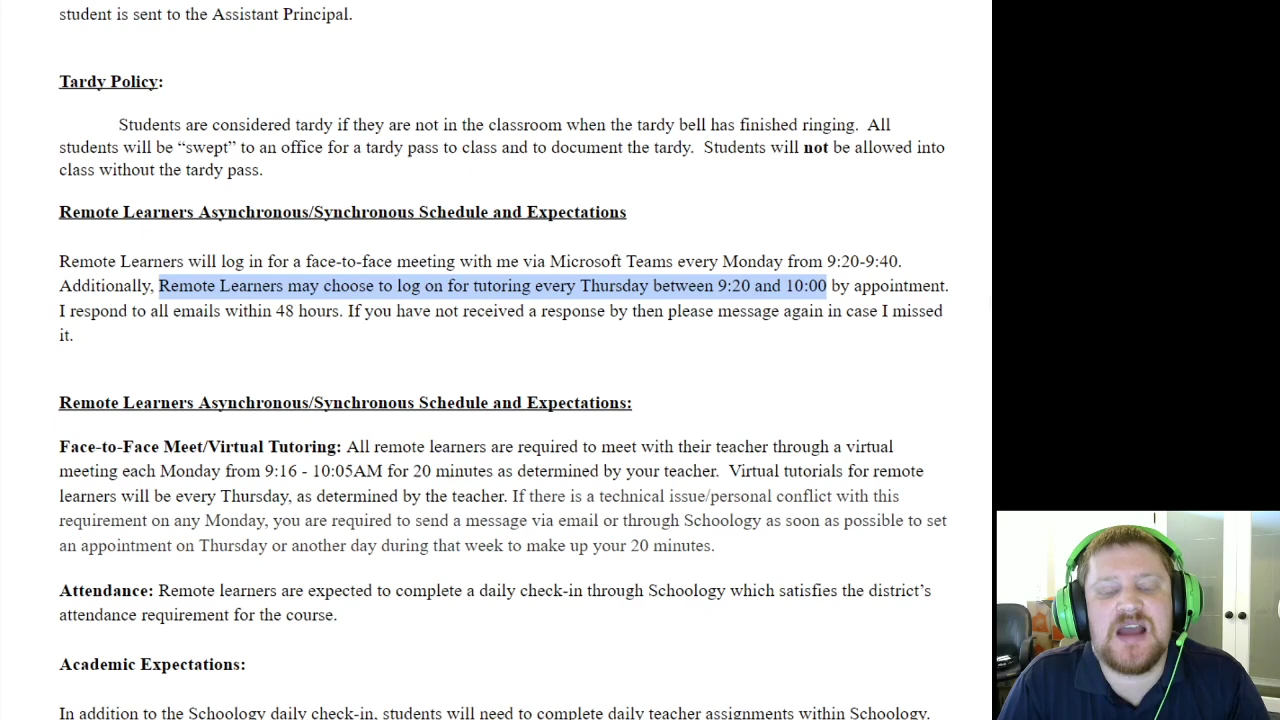 student is sent to the Assistant Principal.
Tardy Policy:
Students are considered tardy if they are not in the classroom when the tardy bell has finished ringing.  All
students will be “swept” to an office for a tardy pass to class and to document the tardy.  Students will not be allowed into
class without the tardy pass.
Remote Learners Asynchronous/Synchronous Schedule and Expectations
Remote Learners will log in for a face-to-face meeting with me via Microsoft Teams every Monday from 9:20-9:40.
Additionally, Remote Learners may choose to log on for tutoring every Thursday between 9:20 and 10:00 by appointment.
I respond to all emails within 48 hours. If you have not received a response by then please message again in case I missed
it.
Remote Learners Asynchronous/Synchronous Schedule and Expectations:
Face-to-Face Meet/Virtual Tutoring: All remote learners are required to meet with their teacher through a virtual
meeting each Monday from 9:16 - 10:05AM for 20 minutes as determined by your teacher.  Virtual tutorials for remote
learners will be every Thursday, as determined by the teacher. If there is a technical issue/personal conflict with this
requirement on any Monday, you are required to send a message via email or through Schoology as soon as possible to set
an appointment on Thursday or another day during that week to make up your 20 minutes.
Attendance: Remote learners are expected to complete a daily check-in through Schoology which satisfies the district’s
attendance requirement for the course.
Academic Expectations:
In addition to the Schoology daily check-in, students will need to complete daily teacher assignments within Schoology.